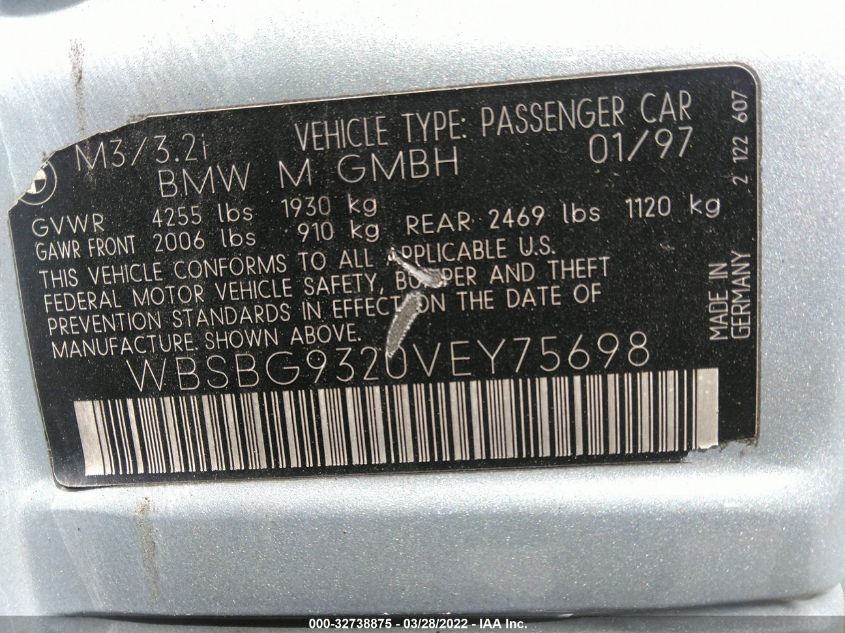 M3/3.2i VEHICLE TYPE: PASSENGER CAR
BMW M GMBH 01/97
GVWR 4255 lbs 1930 kg
GAWR FRONT 2006 lbs 910 kg REAR 2469 lbs 1120 kg
THIS VEHICLE CONFORMS TO ALL APPLICABLE U.S.
FEDERAL MOTOR VEHICLE SAFETY, BUMPER AND THEFT
PREVENTION STANDARDS IN EFFECT ON THE DATE OF
MANUFACTURE SHOWN ABOVE.
WBSBG9320VEY75698
2 122 607
MADE IN
GERMANY
000-32738875 / 03/28/2022 - IAA Inc.